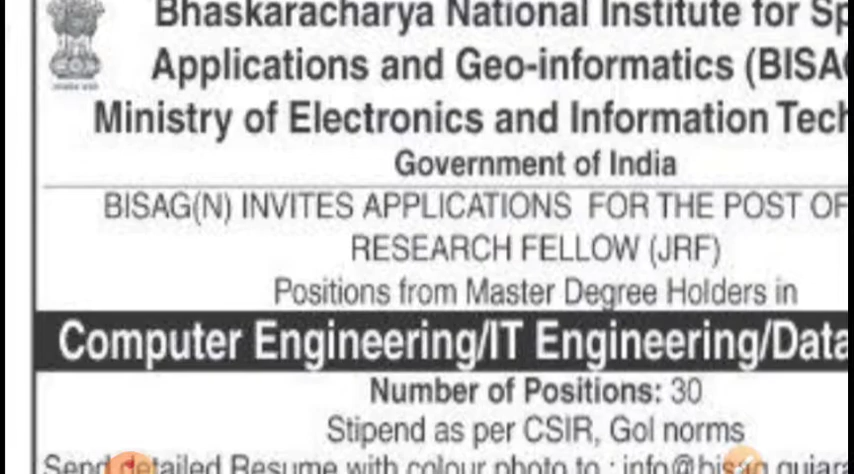 Bhaskaracharya National Institute for Sp
Applications and Geo-informatics (BISA
Ministry of Electronics and Information Tech
Government of India
BISAG(N) INVITES APPLICATIONS FOR THE POST OF
RESEARCH FELLOW (JRF)
Positions from Master Degree Holders in
Computer Engineering/IT Engineering/Data
Number of Positions: 30
Stipend as per CSIR, GoI norms
Send detailed Resume with colour photo to : info@bisag.gujar